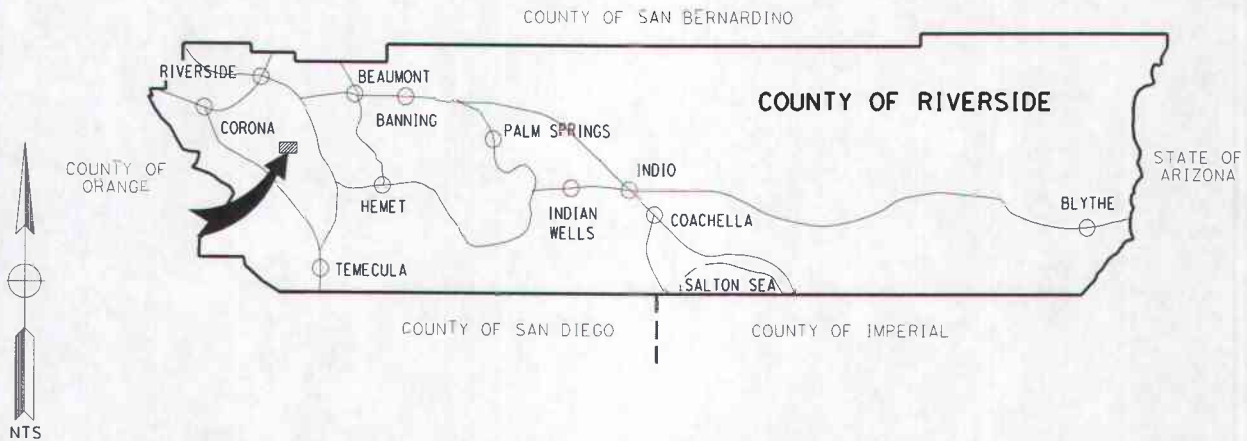 COUNTY OF SAN BERNARDINO
RIVERSIDE
BEAUMONT
COUNTY OF RIVERSIDE
BANNING
CORONA
PALM SPRINGS
COUNTY OF
ORANGE
STATE OF
ARIZONA
INDIO
HEMET
INDIAN
WELLS
COACHELLA
BLYTHE
TEMECULA
SALTON SEA
COUNTY OF SAN DIEGO
COUNTY OF IMPERIAL
NTS